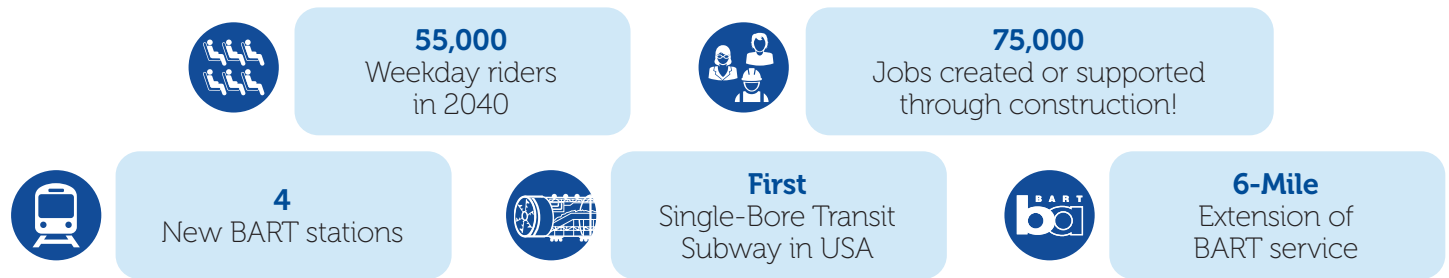 55,000
Weekday riders
in 2040
75,000
Jobs created or supported
through construction!
4
New BART stations
First
Single-Bore Transit
Subway in USA
BART
ba
6-Mile
Extension of
BART service